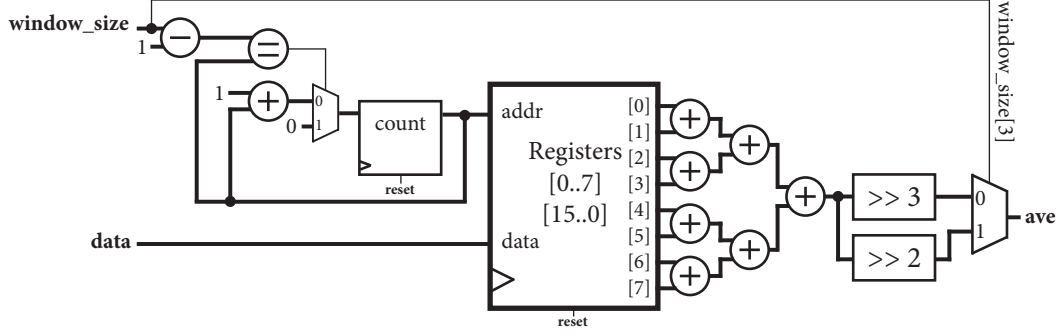 window_size
1
−
=
1
+
0
0
1
count
reset
addr
Registers
[0..7]
[15..0]
data
data
reset
[0]
[1]
[2]
[3]
[4]
[5]
[6]
[7]
+
+
+
+
+
+
+
>> 3
>> 2
window_size[3]
0
1
ave